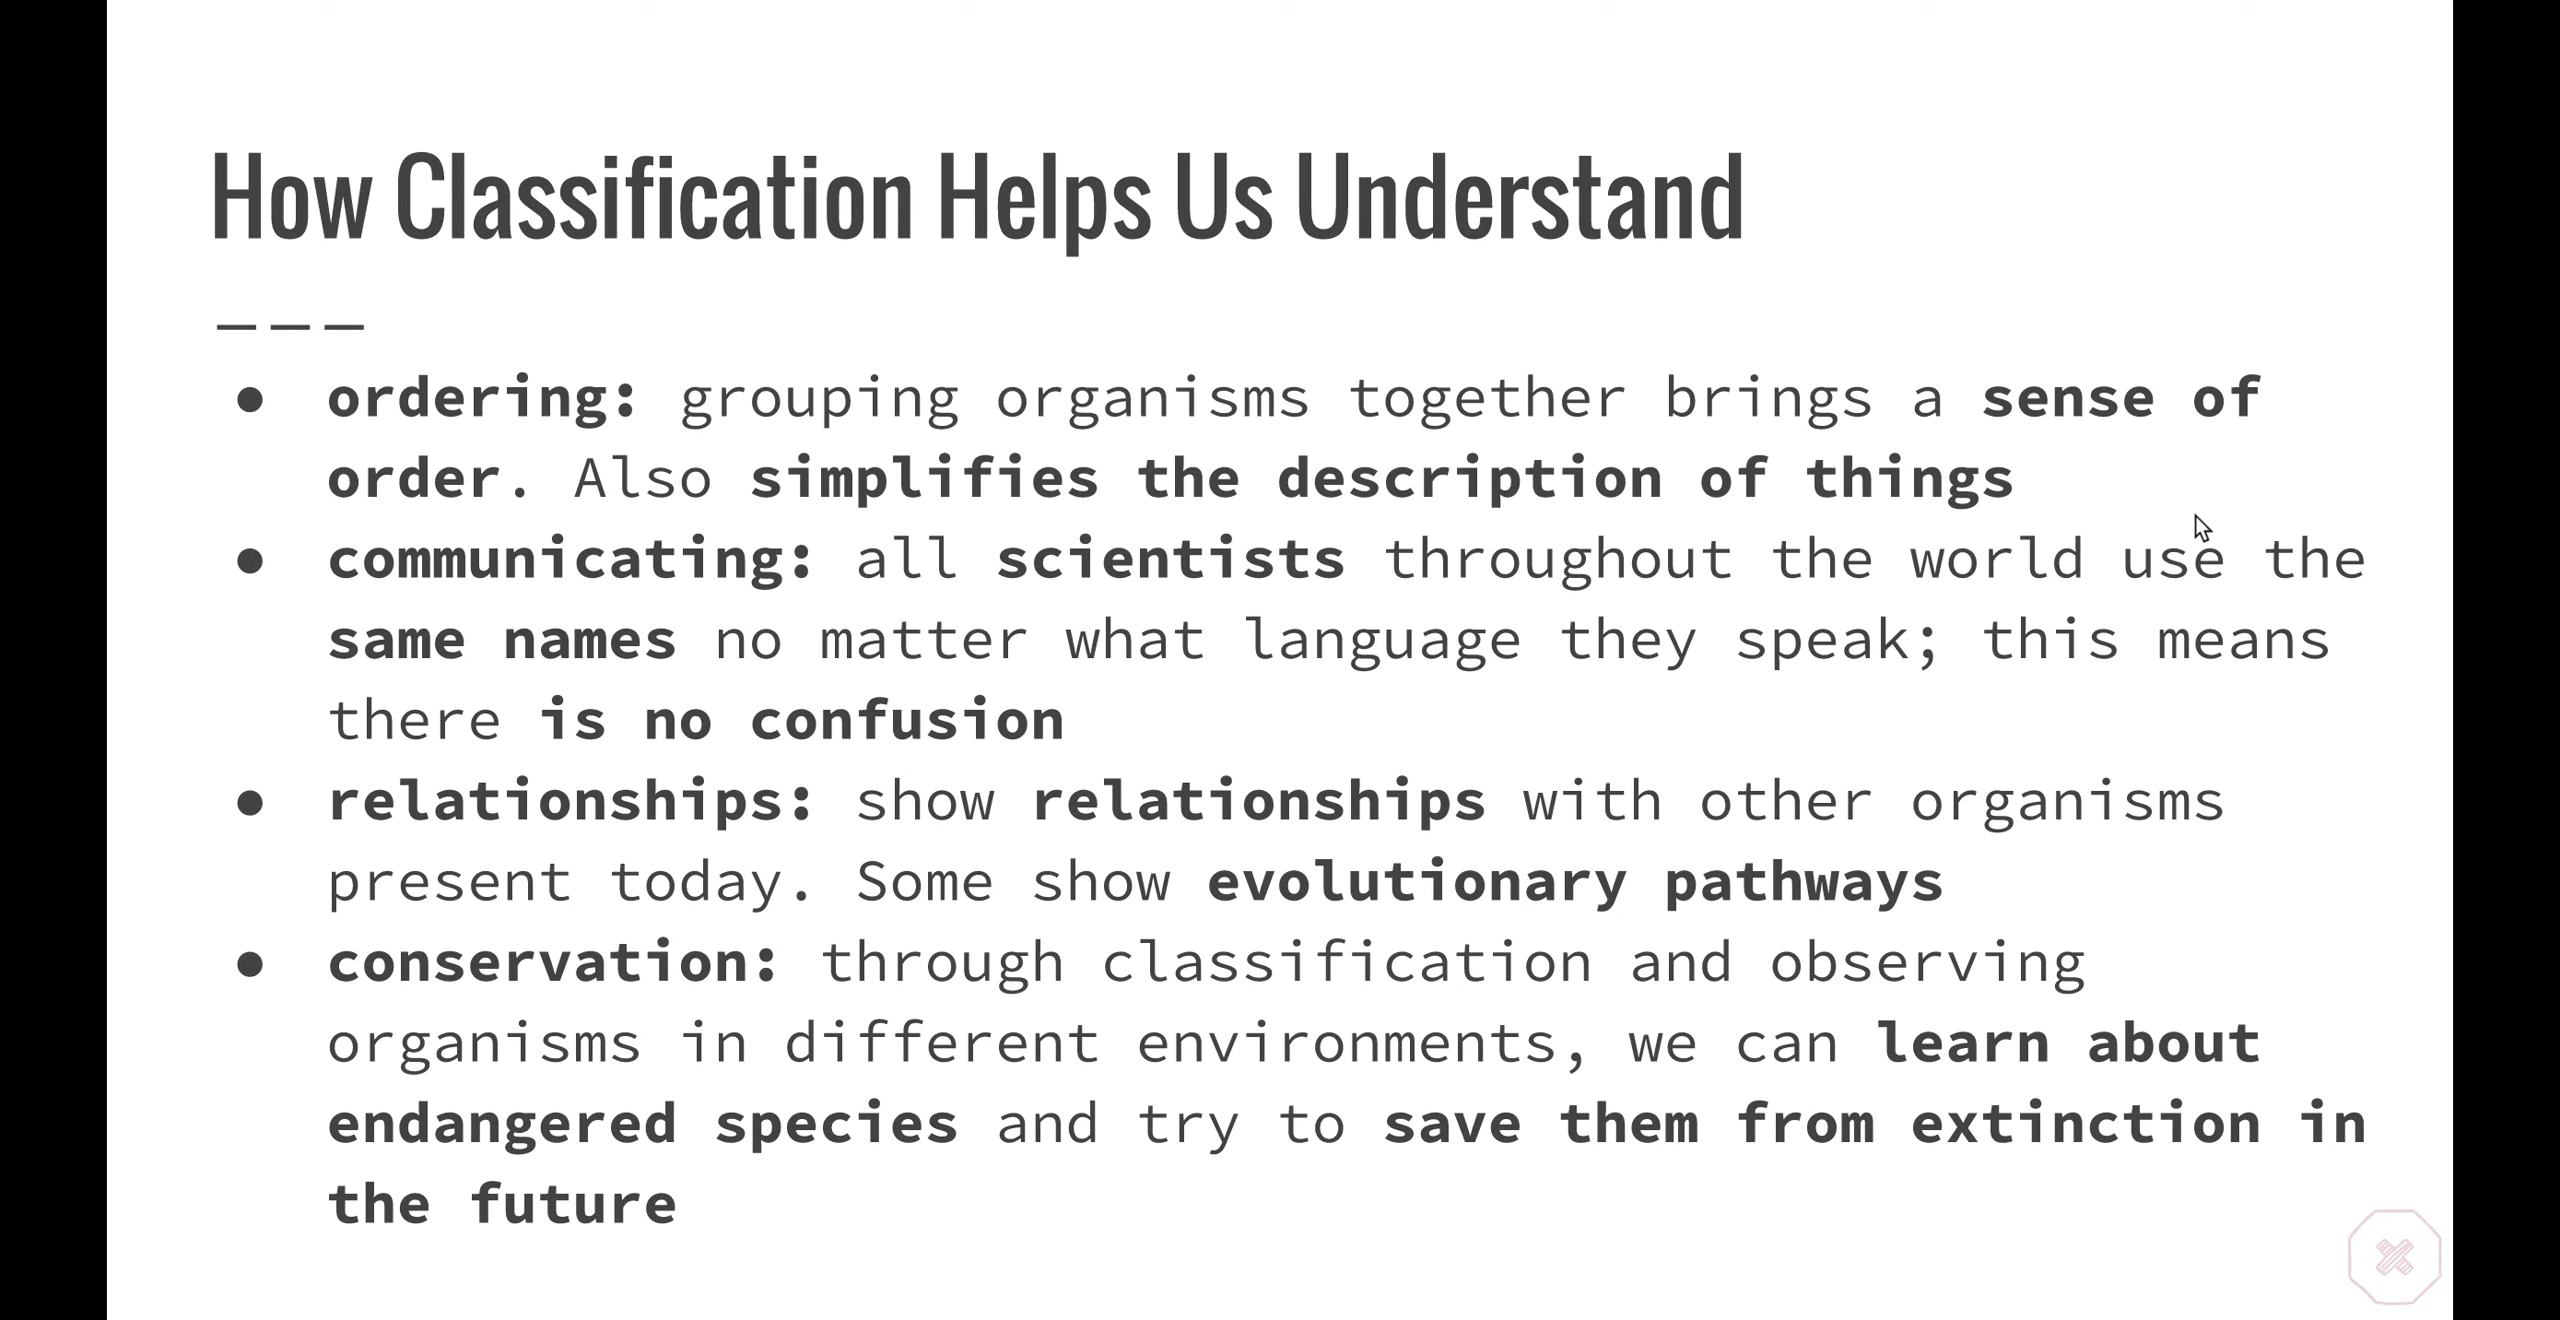 How Classification Helps Us Understand
● ordering: grouping organisms together brings a sense of
order. Also simplifies the description of things
● communicating: all scientists throughout the world use the
same names no matter what language they speak; this means
there is no confusion
● relationships: show relationships with other organisms
present today. Some show evolutionary pathways
● conservation: through classification and observing
organisms in different environments, we can learn about
endangered species and try to save them from extinction in
the future